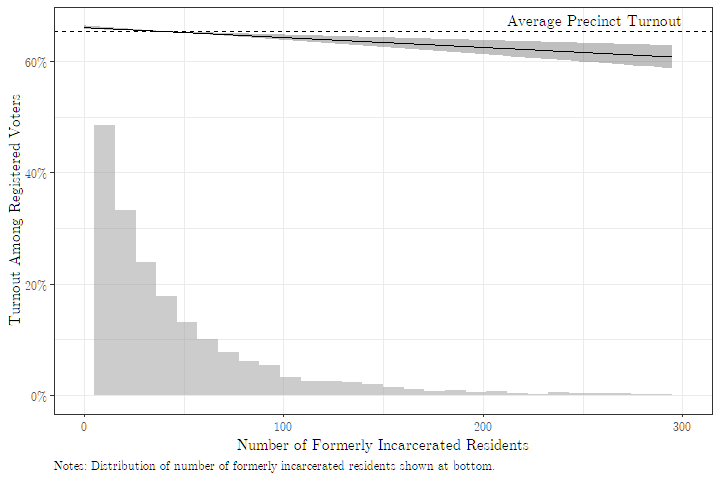 Average Precinct Turnout
60%
40%
20%
0%
Turnout Among Registered Voters
0
100
200
300
Number of Formerly Incarcerated Residents
Notes: Distribution of number of formerly incarcerated residents shown at bottom.